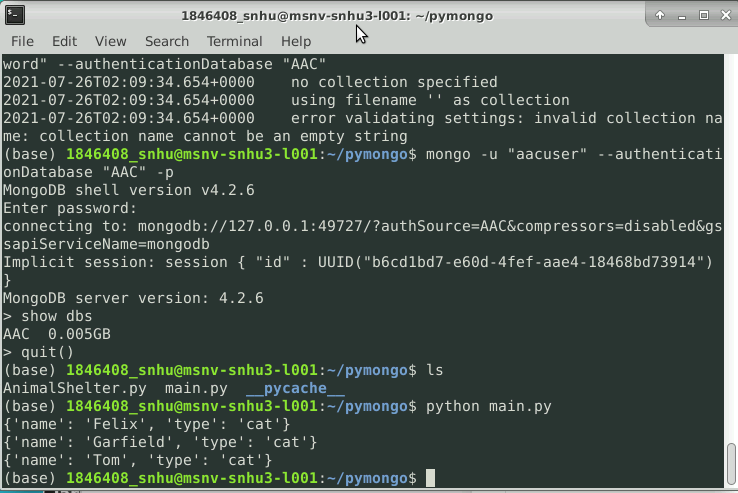 1846408_snhu@msnv-snhu3-l001: ~/pymongo
File Edit View Search Terminal Help
word" --authenticationDatabase "AAC"
2021-07-26T02:09:34.654+0000    no collection specified
2021-07-26T02:09:34.654+0000    using filename '' as collection
2021-07-26T02:09:34.654+0000    error validating settings: invalid collection na
me: collection name cannot be an empty string
(base) 1846408_snhu@msnv-snhu3-l001:~/pymongo$ mongo -u "aacuser" --authenticati
onDatabase "AAC" -p
MongoDB shell version v4.2.6
Enter password:
connecting to: mongodb://127.0.0.1:49727/?authSource=AAC&compressors=disabled&gs
sapiServiceName=mongodb
Implicit session: session { "id" : UUID("b6cd1bd7-e60d-4fef-aae4-18468bd73914")
}
MongoDB server version: 4.2.6
> show dbs
AAC  0.005GB
> quit()
(base) 1846408_snhu@msnv-snhu3-l001:~/pymongo$ ls
AnimalShelter.py  main.py  __pycache__
(base) 1846408_snhu@msnv-snhu3-l001:~/pymongo$ python main.py
{'name': 'Felix', 'type': 'cat'}
{'name': 'Garfield', 'type': 'cat'}
{'name': 'Tom', 'type': 'cat'}
(base) 1846408_snhu@msnv-snhu3-l001:~/pymongo$